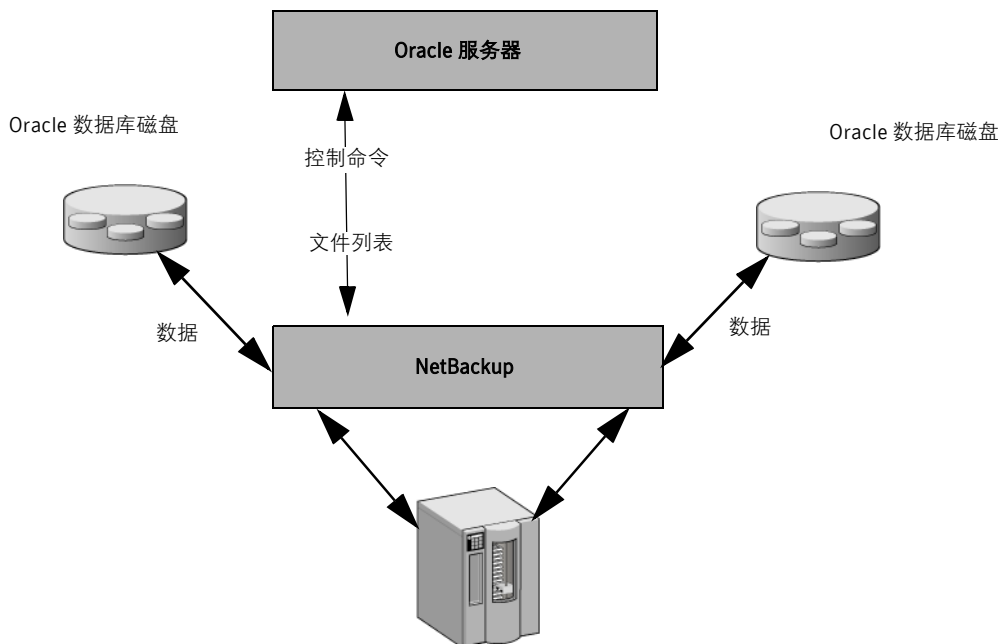 Oracle 服务器
Oracle 数据库磁盘
Oracle 数据库磁盘
控制命令
文件列表
数据
数据
NetBackup